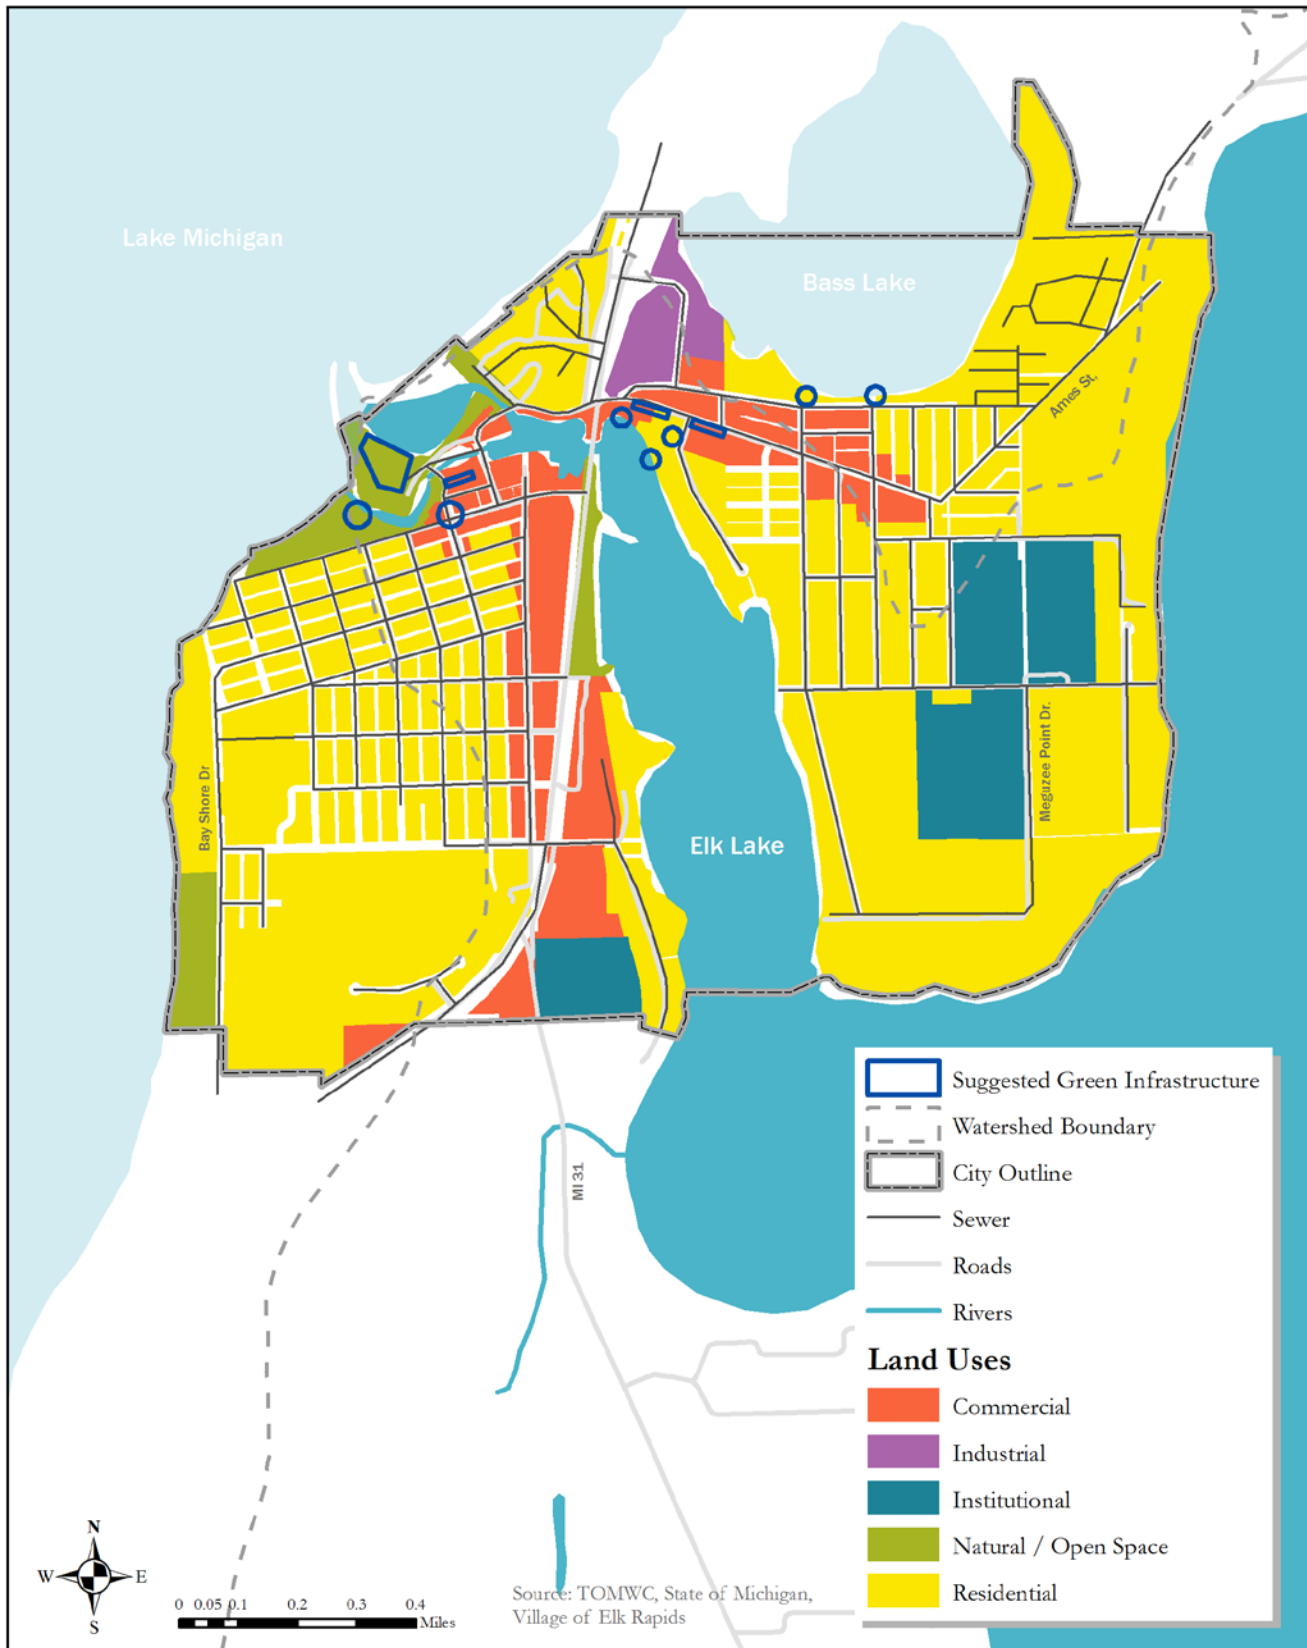 Lake Michigan
Bass Lake
Ames St.
Bay Shore Dr
Meguzee Point Dr.
Elk Lake
MI 31
Suggested Green Infrastructure
Watershed Boundary
City Outline
Sewer
Roads
Rivers
Land Uses
Commercial
Industrial
Institutional
Natural / Open Space
Residential
N
W E
S
0 0.05 0.1 0.2 0.3 0.4
Miles
Source: TOMWC, State of Michigan,
Village of Elk Rapids